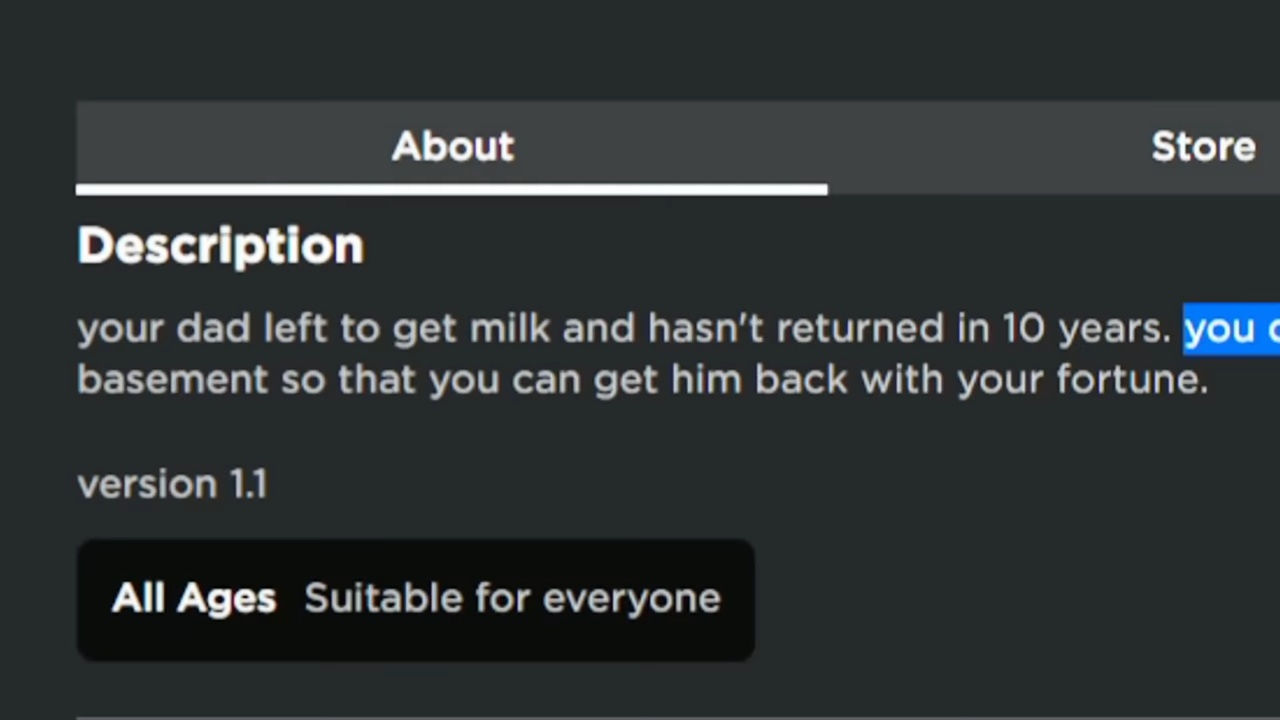 About
Store
Description
your dad left to get milk and hasn't returned in 10 years. you
basement so that you can get him back with your fortune.
version 1.1
All Ages Suitable for everyone